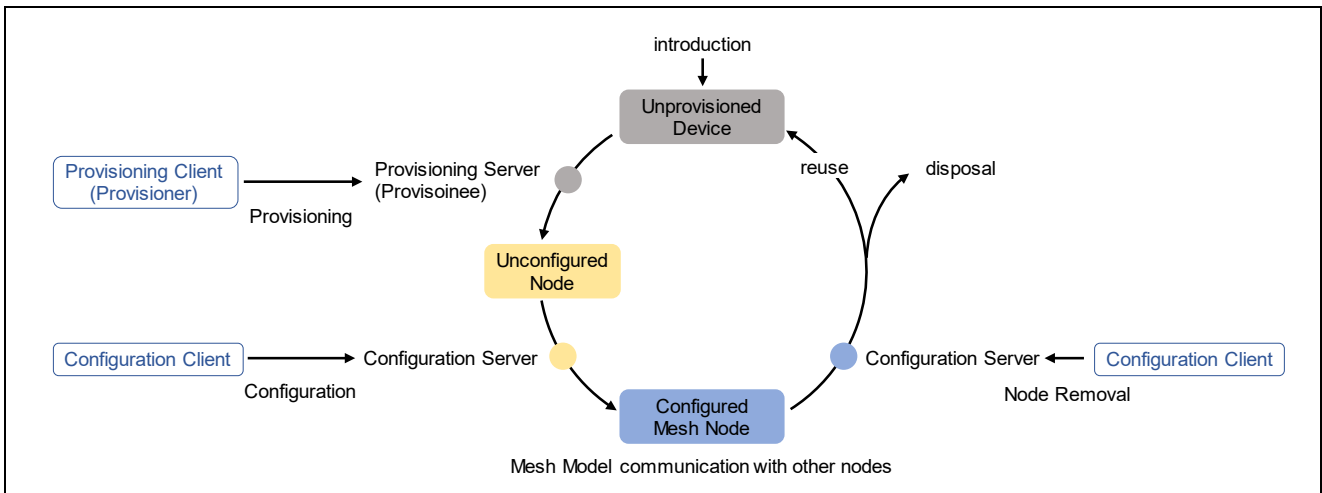 introduction
Unprovisioned
Device
Provisioning Client
(Provisioner)
Provisioning
Provisioning Server
(Provisoinee)
reuse
disposal
Unconfigured
Node
Configuration Client
Configuration
Configuration Server
Configuration Server
Configuration Client
Node Removal
Configured
Mesh Node
Mesh Model communication with other nodes